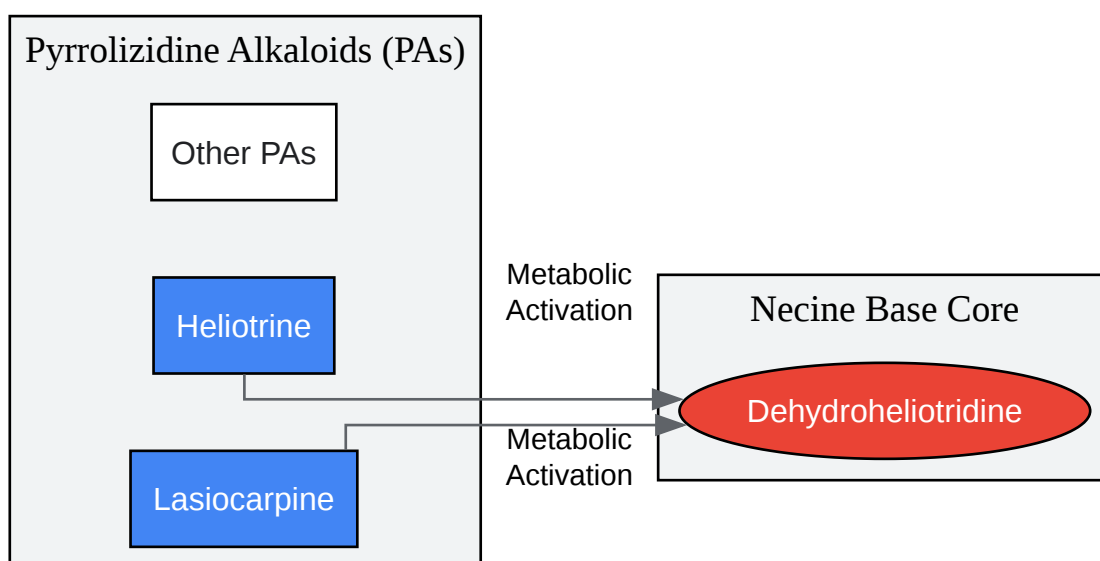 Pyrrolizidine Alkaloids (PAs)
Other PAs
Heliotrine
Lasiocarpine
Metabolic
Activation
Metabolic
Activation
Necine Base Core
Dehydroheliotridine